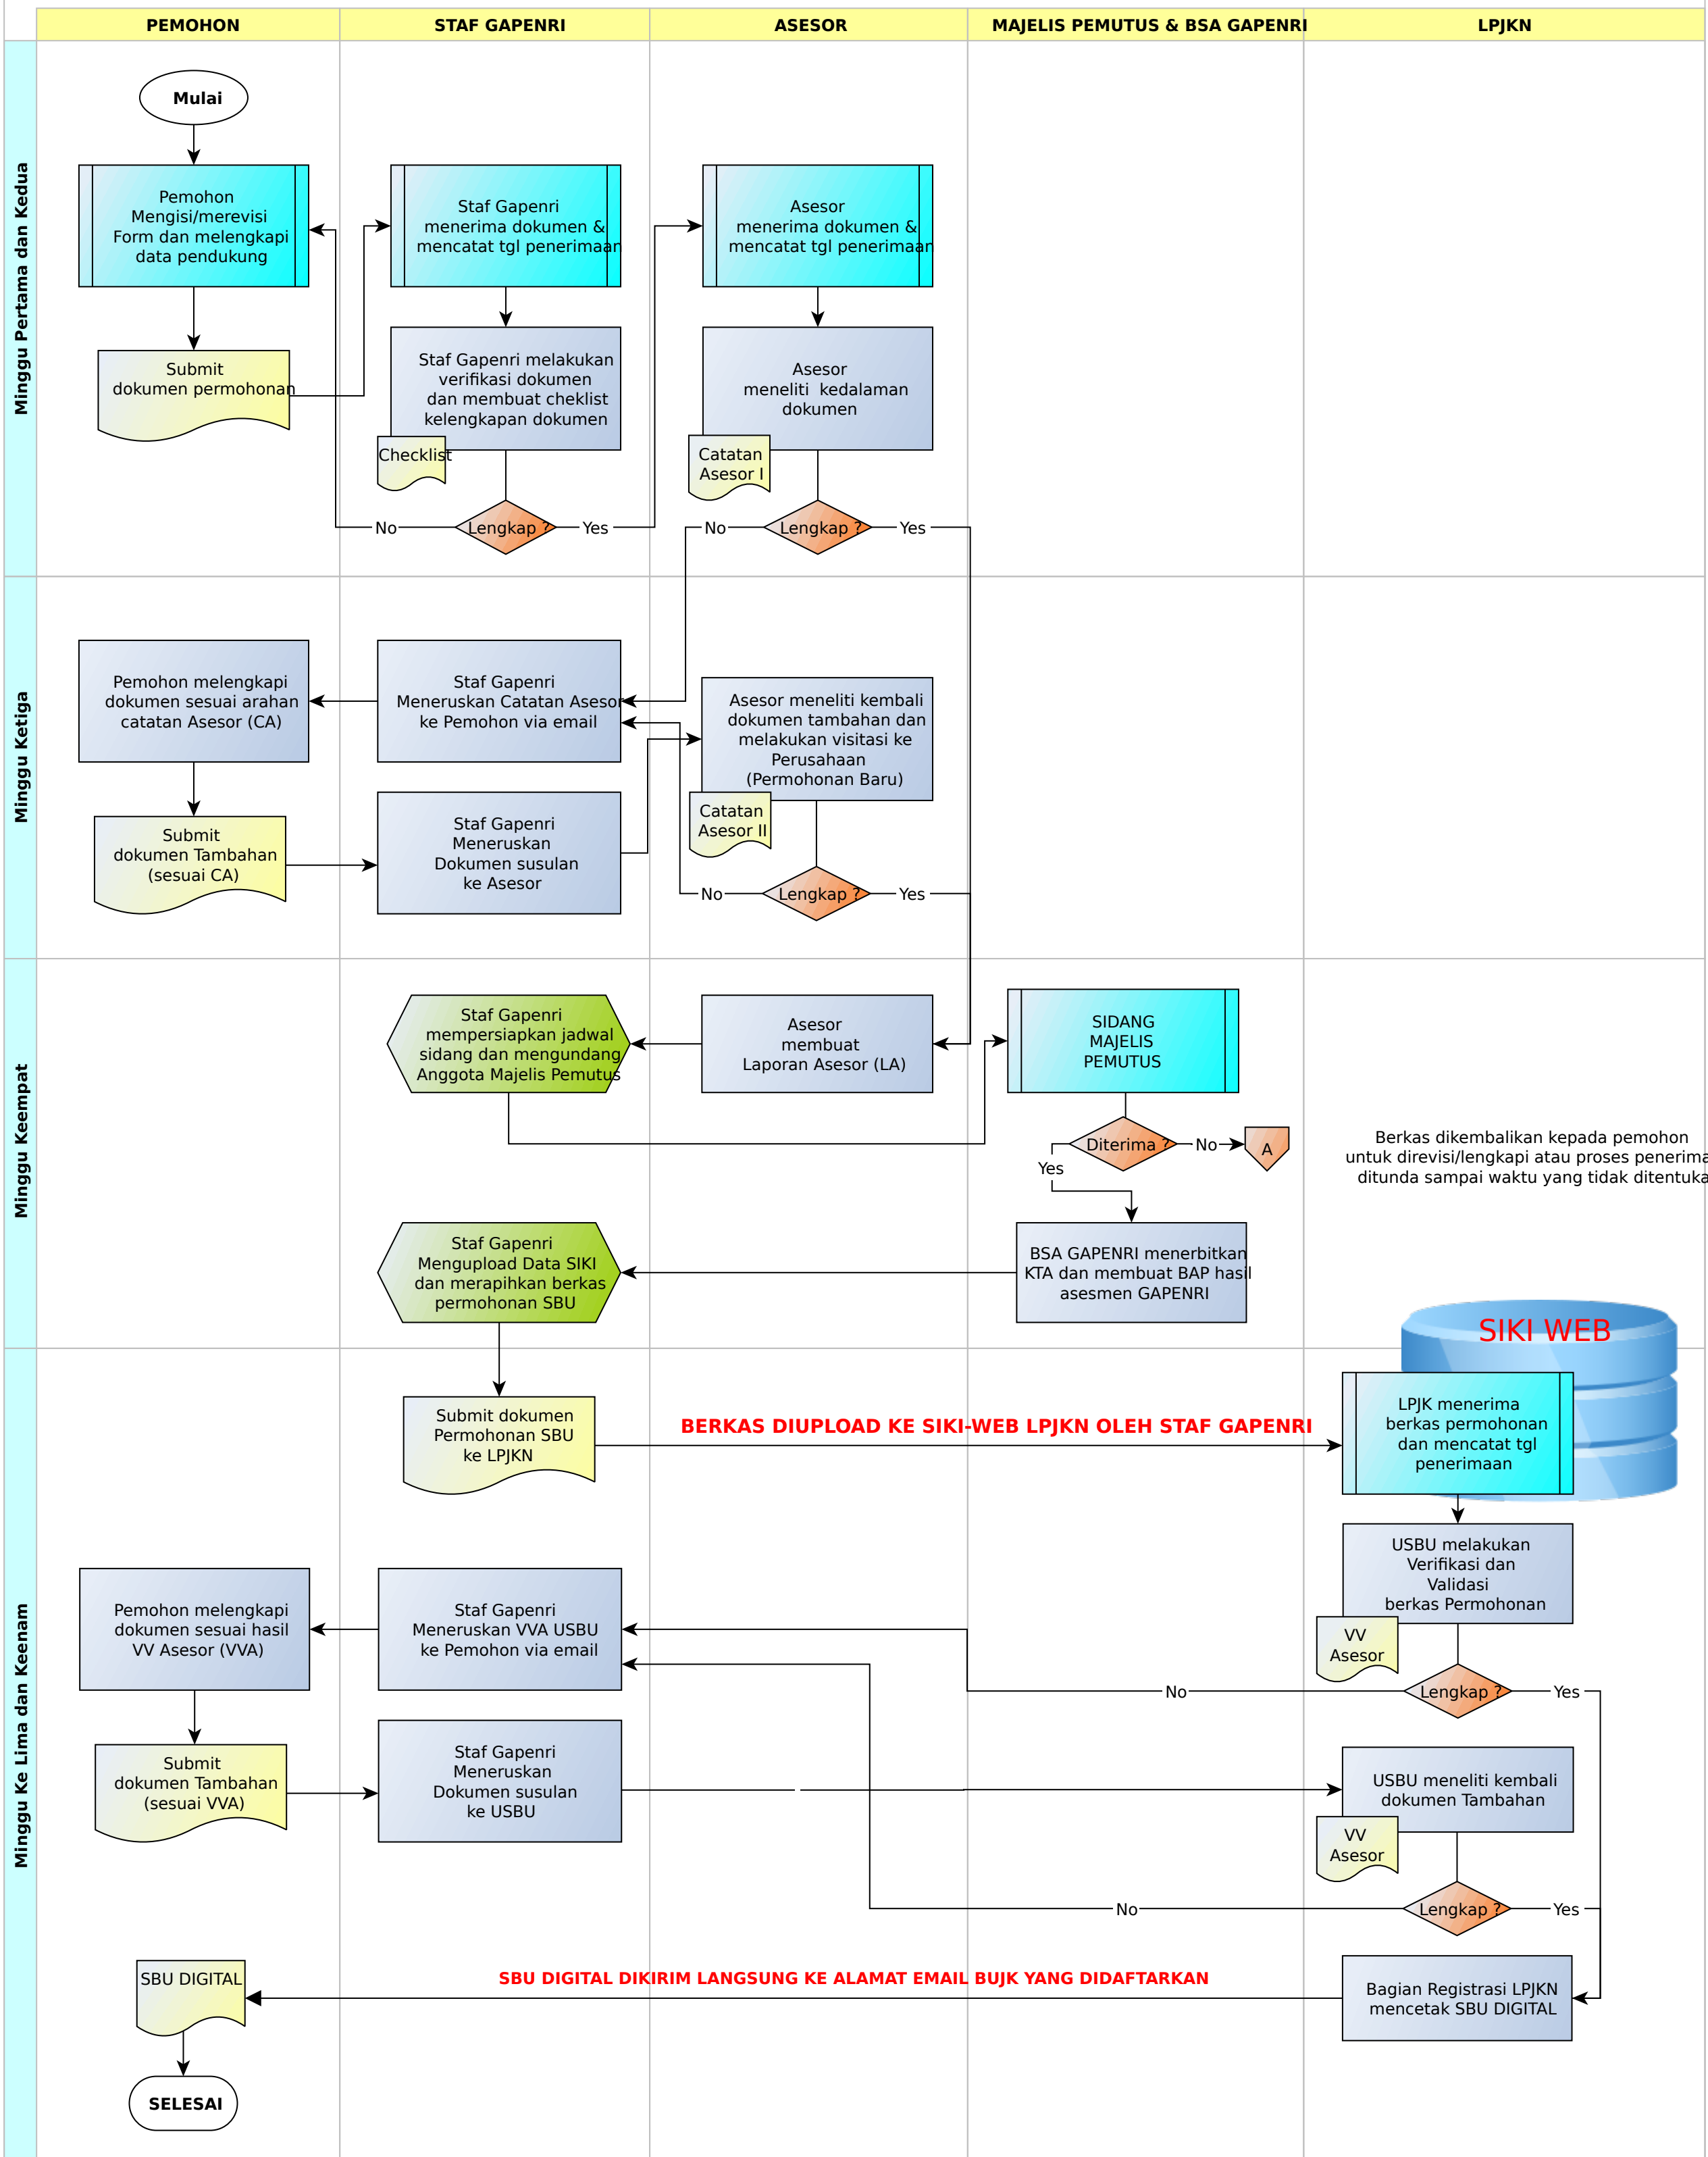 PEMOHON
STAF GAPENRI
ASESOR
MAJELIS PEMUTUS & BSA GAPENRI
LPJKN
Minggu Pertama dan Kedua
Mulai
Pemohon
Mengisi/merevisi
Form dan melengkapi
data pendukung
Staf Gapenri
menerima dokumen &
mencatat tgl penerimaan
Asesor
menerima dokumen &
mencatat tgl penerimaan
Submit
dokumen permohonan
Staf Gapenri melakukan
verifikasi dokumen
dan membuat cheklist
kelengkapan dokumen
Checklist
Asesor
meneliti  kedalaman
dokumen
Catatan
Asesor I
No
Lengkap ?
Yes
No
Lengkap ?
Yes
Minggu Ketiga
Pemohon melengkapi
dokumen sesuai arahan
catatan Asesor (CA)
Staf Gapenri
Meneruskan Catatan Asesor
ke Pemohon via email
Asesor meneliti kembali
dokumen tambahan dan
melakukan visitasi ke
Perusahaan
(Permohonan Baru)
Catatan
Asesor II
Submit
dokumen Tambahan
(sesuai CA)
Staf Gapenri
Meneruskan
Dokumen susulan
ke Asesor
No
Lengkap ?
Yes
Minggu Keempat
Staf Gapenri
mempersiapkan jadwal
sidang dan mengundang
Anggota Majelis Pemutus
Asesor
membuat
Laporan Asesor (LA)
SIDANG
MAJELIS
PEMUTUS
Diterima ?
No
A
Yes
Berkas dikembalikan kepada pemohon
untuk direvisi/lengkapi atau proses penerima
ditunda sampai waktu yang tidak ditentuka
Staf Gapenri
Mengupload Data SIKI
dan merapihkan berkas
permohonan SBU
BSA GAPENRI menerbitkan
KTA dan membuat BAP hasil
asesmen GAPENRI
SIKI WEB
Minggu Ke Lima dan Keenam
Submit dokumen
Permohonan SBU
ke LPJKN
BERKAS DIUPLOAD KE SIKI-WEB LPJKN OLEH STAF GAPENRI
LPJK menerima
berkas permohonan
dan mencatat tgl
penerimaan
USBU melakukan
Verifikasi dan
Validasi
berkas Permohonan
VV
Asesor
Pemohon melengkapi
dokumen sesuai hasil
VV Asesor (VVA)
Staf Gapenri
Meneruskan VVA USBU
ke Pemohon via email
No
Lengkap ?
Yes
Submit
dokumen Tambahan
(sesuai VVA)
Staf Gapenri
Meneruskan
Dokumen susulan
ke USBU
USBU meneliti kembali
dokumen Tambahan
VV
Asesor
No
Lengkap ?
Yes
SBU DIGITAL
SBU DIGITAL DIKIRIM LANGSUNG KE ALAMAT EMAIL BUJK YANG DIDAFTARKAN
Bagian Registrasi LPJKN
mencetak SBU DIGITAL
SELESAI